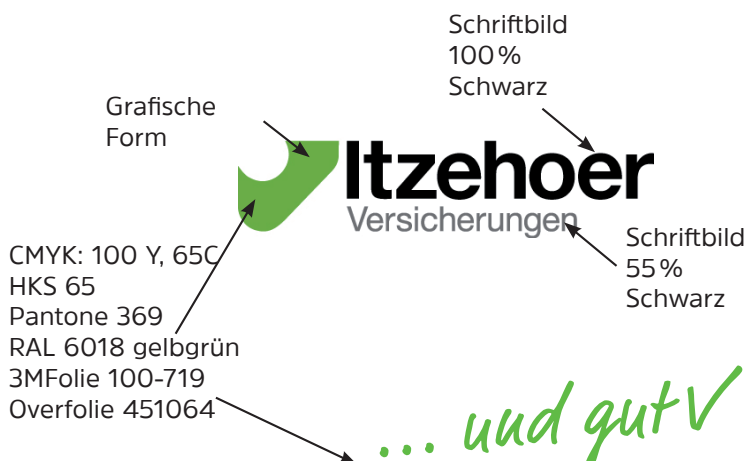 Schriftbild
100 %
Schwarz
Grafische
Form
Itzehoer
Versicherungen
Schriftbild
55 %
Schwarz
CMYK: 100 Y, 65C
HKS 65
Pantone 369
RAL 6018 gelbgrün
3MFolie 100-719
Overfolie 451064
... und gut